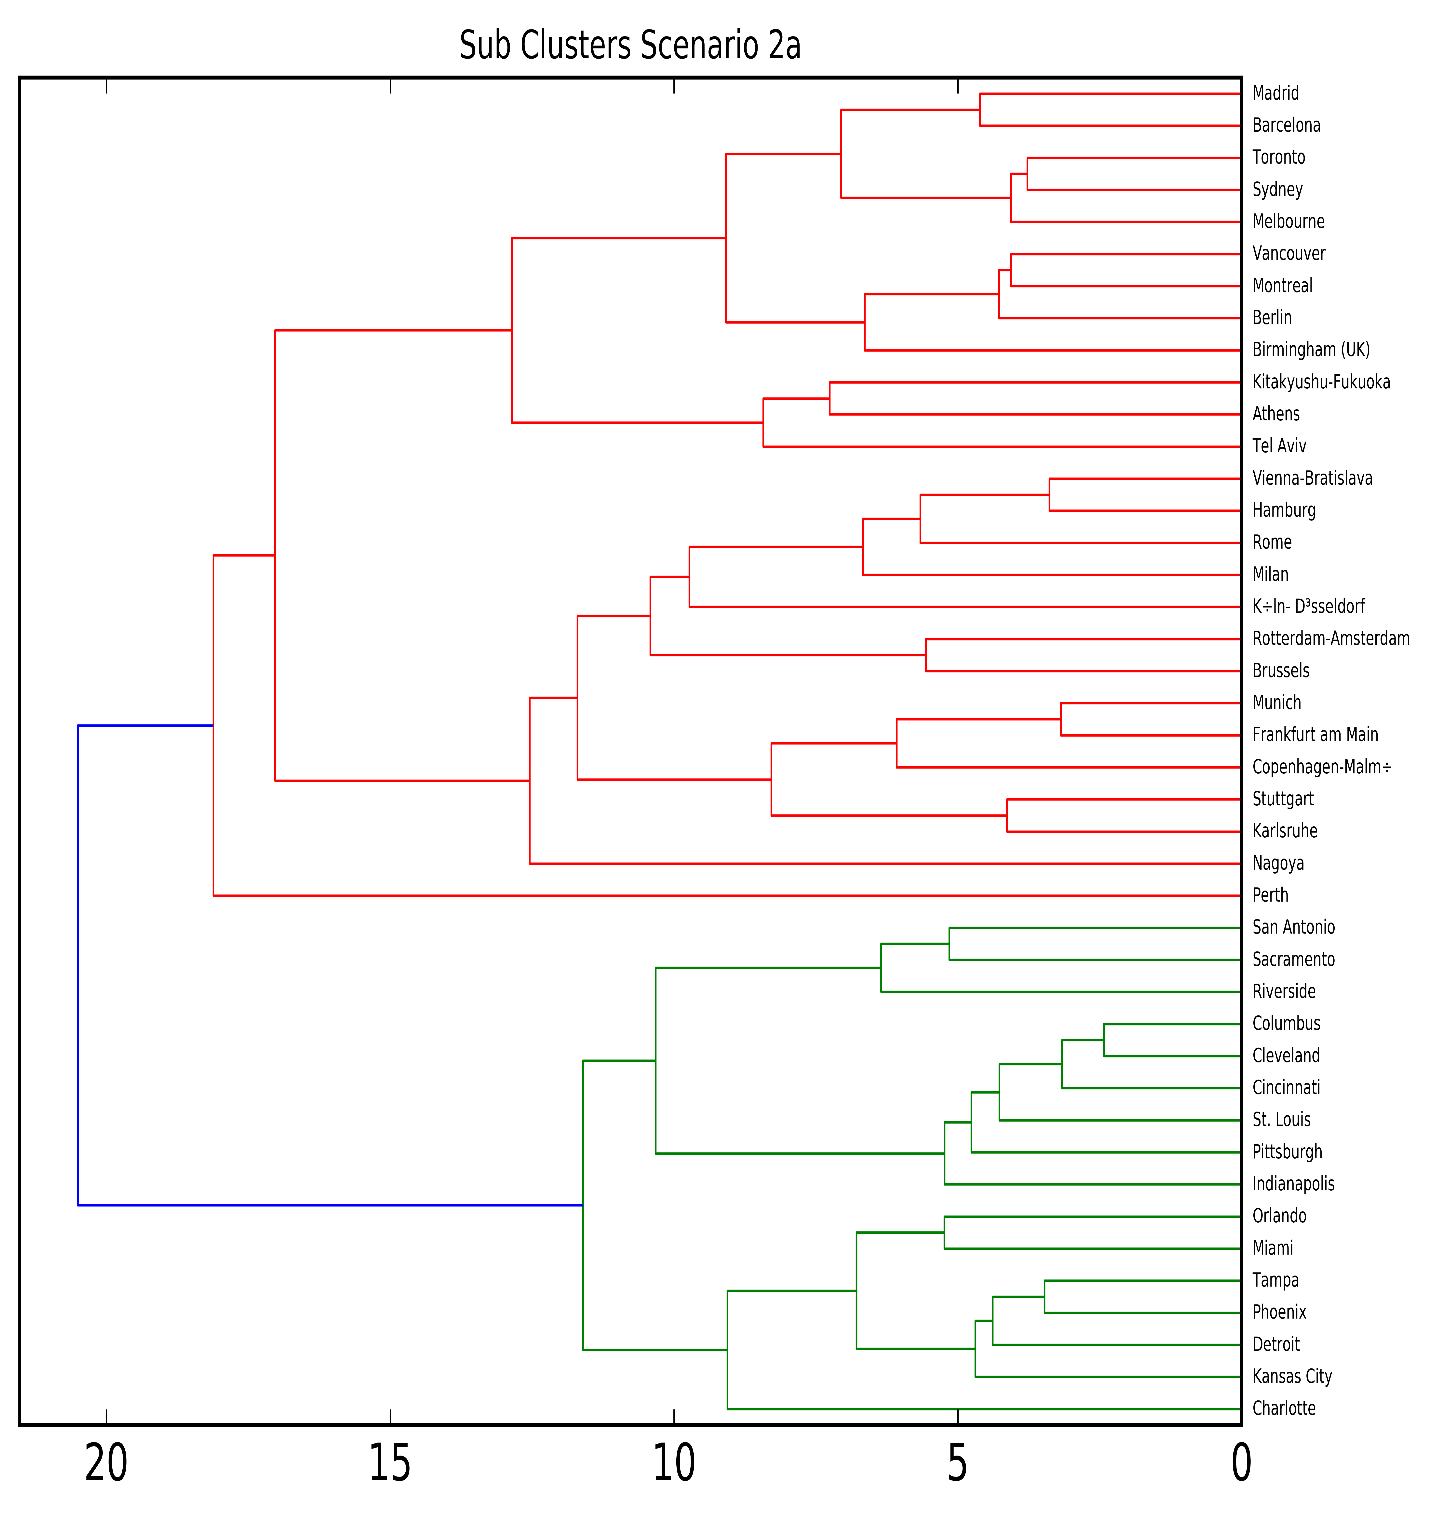 Sub Clusters Scenario 2a
Madrid
Barcelona
Toronto
Sydney
Melbourne
Vancouver
Montreal
Berlin
Birmingham (UK)
Kitakyushu-Fukuoka
Athens
Tel Aviv
Vienna-Bratislava
Hamburg
Rome
Milan
K÷ln- D³sseldorf
Rotterdam-Amsterdam
Brussels
Munich
Frankfurt am Main
Copenhagen-Malm÷
Stuttgart
Karlsruhe
Nagoya
Perth
San Antonio
Sacramento
Riverside
Columbus
Cleveland
Cincinnati
St. Louis
Pittsburgh
Indianapolis
Orlando
Miami
Tampa
Phoenix
Detroit
Kansas City
Charlotte
20 15 10 5 0